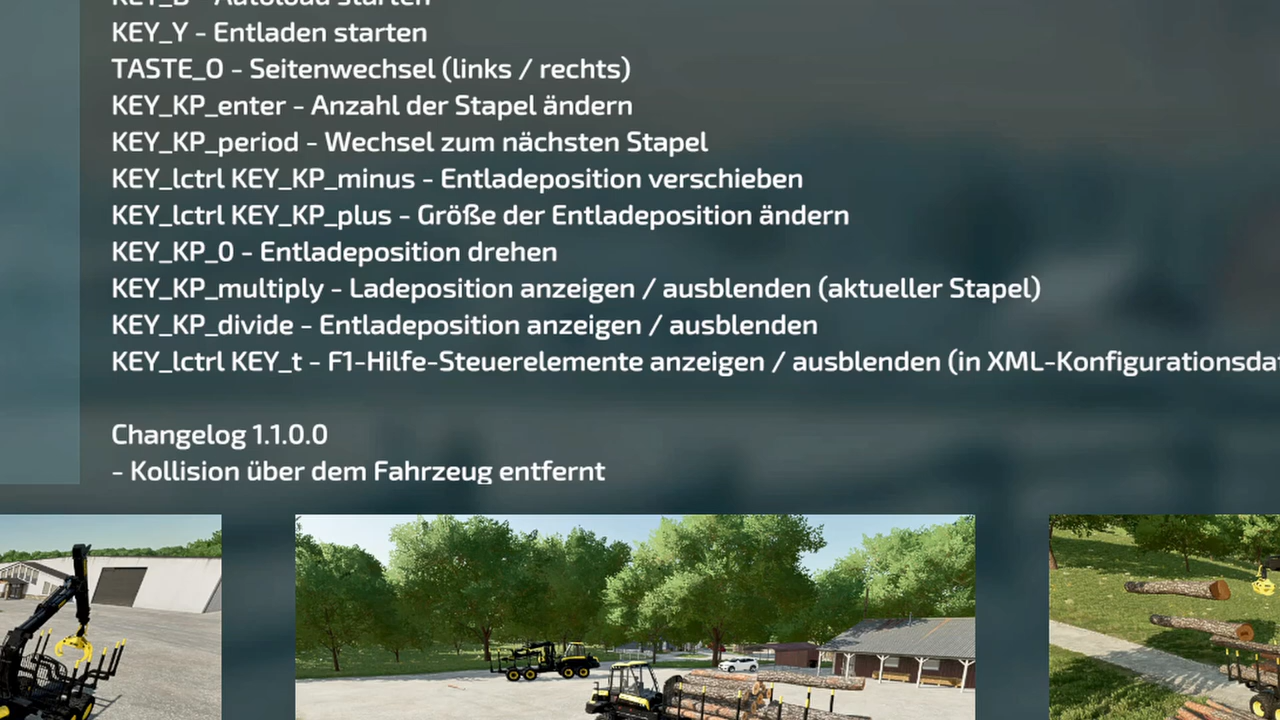 KEY_B - Autoload starten
KEY_Y - Entladen starten
TASTE_O - Seitenwechsel (links / rechts)
KEY_KP_enter - Anzahl der Stapel ändern
KEY_KP_period - Wechsel zum nächsten Stapel
KEY_lctrl KEY_KP_minus - Entladeposition verschieben
KEY_lctrl KEY_KP_plus - Größe der Entladeposition ändern
KEY_KP_0 - Entladeposition drehen
KEY_KP_multiply - Ladeposition anzeigen / ausblenden (aktueller Stapel)
KEY_KP_divide - Entladeposition anzeigen / ausblenden
KEY_lctrl KEY_t - F1-Hilfe-Steuerelemente anzeigen / ausblenden (in
Changelog 1.1.0.0
- Kollision über dem Fahrzeug entfernt